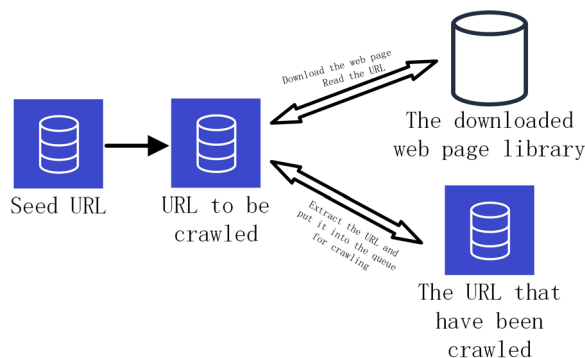 Download the web page
Read the URL
The downloaded
web page library
Seed URL
URL to be
crawled
Extract the URL and
put it into the queue
for crawling
The URL that
have been
crawled